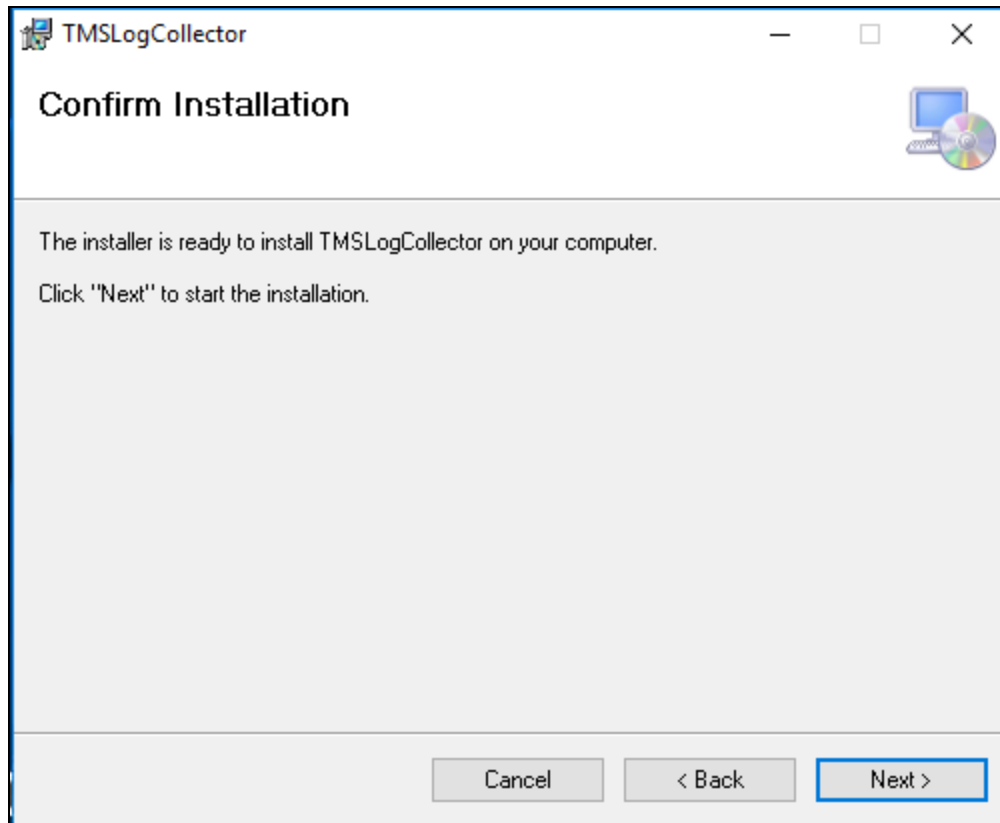 TMSLogCollector
Confirm Installation
The installer is ready to install TMSLogCollector on your computer.
Click "Next" to start the installation.
Cancel
< Back
Next >